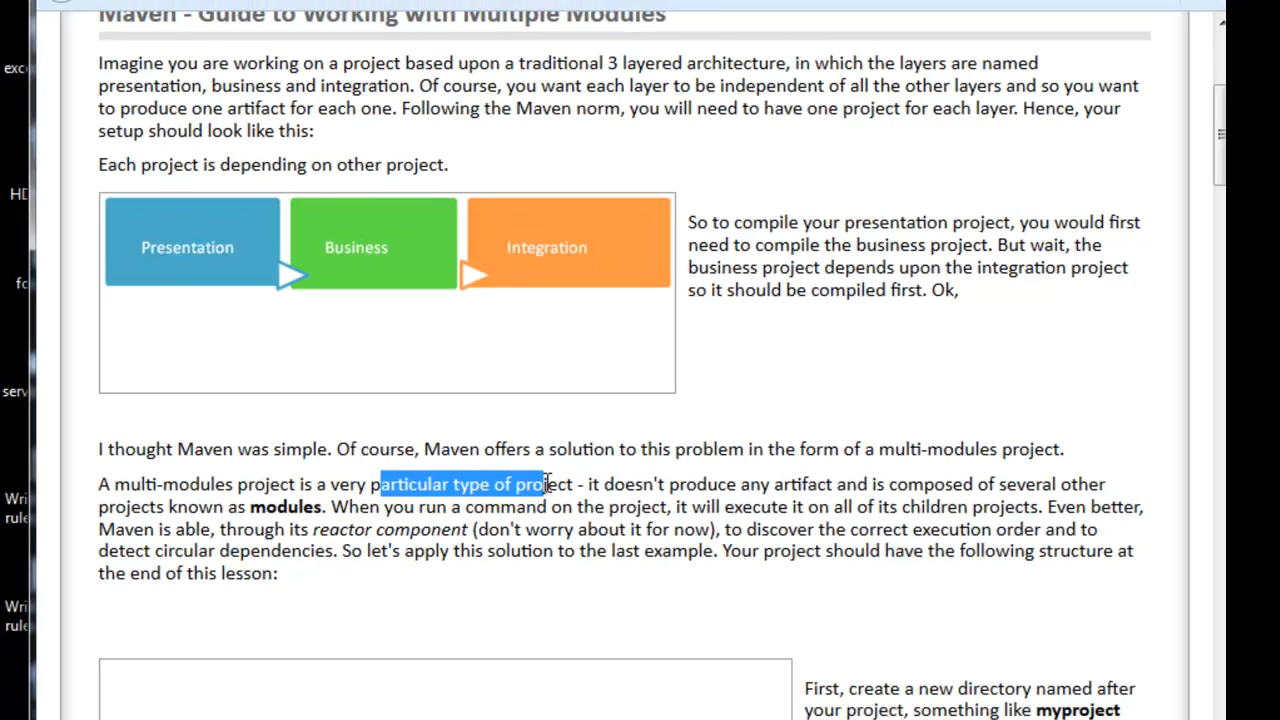 Maven - Guide to Working with Multiple Modules
Imagine you are working on a project based upon a traditional 3 layered architecture, in which the layers are named
presentation, business and integration. Of course, you want each layer to be independent of all the other layers and so you want
to produce one artifact for each one. Following the Maven norm, you will need to have one project for each layer. Hence, your
setup should look like this:
Each project is depending on other project.
Presentation
Business
Integration
So to compile your presentation project, you would first
need to compile the business project. But wait, the
business project depends upon the integration project
so it should be compiled first. Ok,
I thought Maven was simple. Of course, Maven offers a solution to this problem in the form of a multi-modules project.
A multi-modules project is a very particular type of project - it doesn't produce any artifact and is composed of several other
projects known as modules. When you run a command on the project, it will execute it on all of its children projects. Even better,
Maven is able, through its reactor component (don't worry about it for now), to discover the correct execution order and to
detect circular dependencies. So let's apply this solution to the last example. Your project should have the following structure at
the end of this lesson:
First, create a new directory named after
your project, something like myproject
exc
HD
fc
serv
Wri
rule
Wri
rule